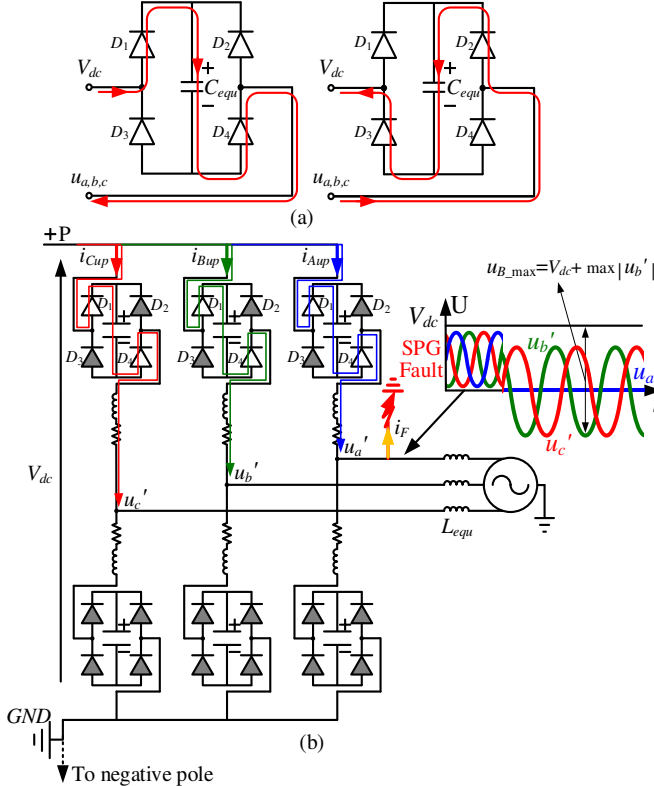 D1 D2 D1 D2
Vdc + Cequ − Vdc + Cequ −
D3 D4 D3 D4
ua,b,c ua,b,c
(a)
+P
iCup iBup iAup
uB_max=Vdc+ max|ub′|
D1 + D2 + D2 + D2
D1 D1
D3 D4 D3 D4 D3 D4
Vdc U
SPG
Fault
ub′
ua′
uc′
iF
Vdc
uc′ ub′ ua′
Lequ
+ + +
− − −
GND
(b)
To negative pole